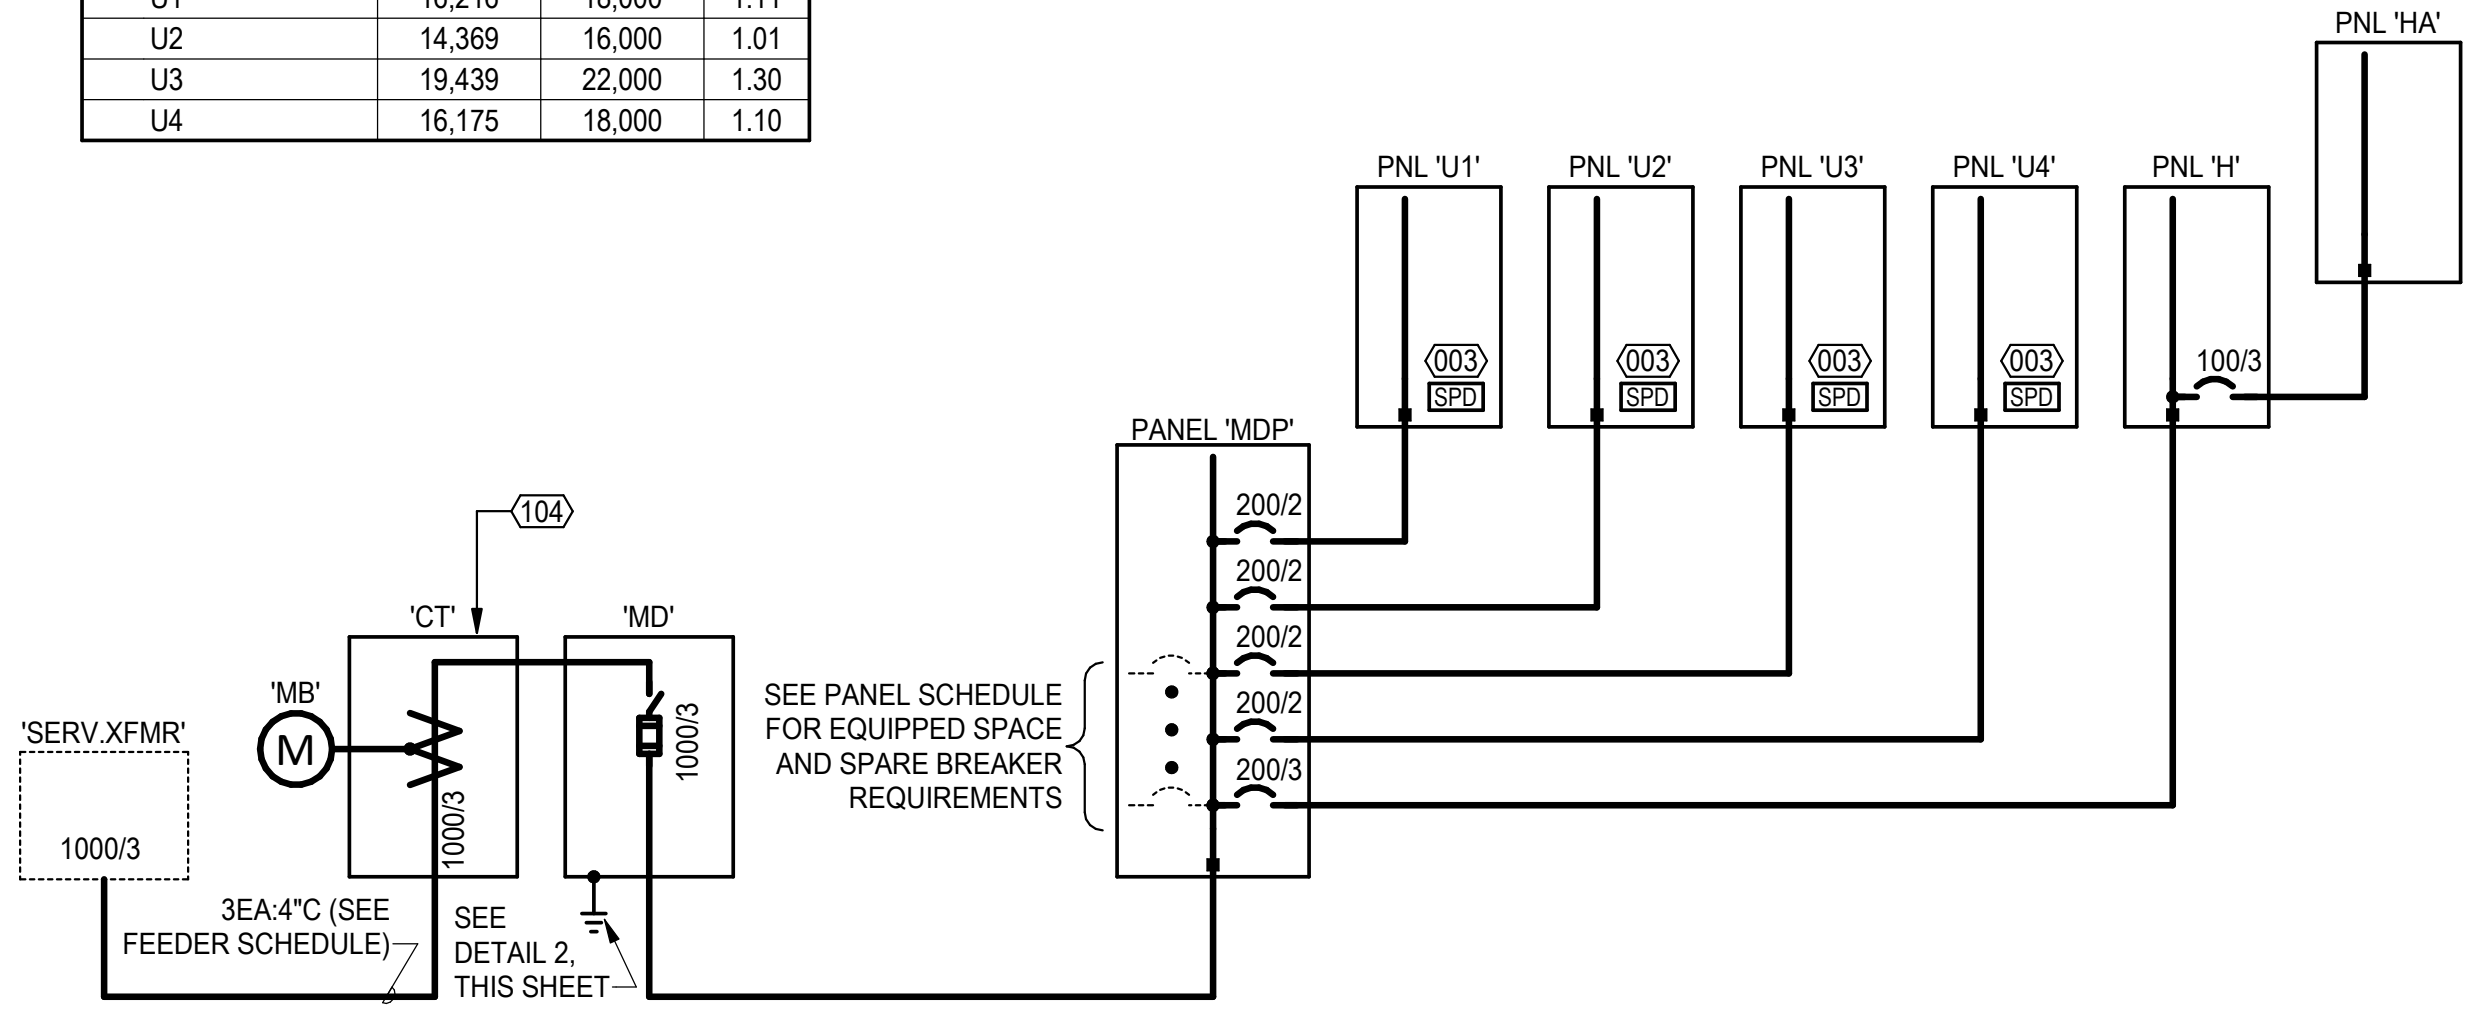 U2 14,369 16,000 1.01
U3 19,439 22,000 1.30
U4 16,175 18,000 1.10
PNL 'HA'
PNL 'U1'
PNL 'U2'
PNL 'U3'
PNL 'U4'
PNL 'H'
003
SPD
003
SPD
003
SPD
003
SPD
100/3
PANEL 'MDP'
200/2
200/2
200/2
200/2
200/3
SEE PANEL SCHEDULE
FOR EQUIPPED SPACE
AND SPARE BREAKER
REQUIREMENTS
104
'CT'
'MD'
'MB'
M
'SERV.XFMR'
1000/3
1000/3
1000/3
3EA:4"C (SEE
FEEDER SCHEDULE)
SEE
DETAIL 2,
THIS SHEET